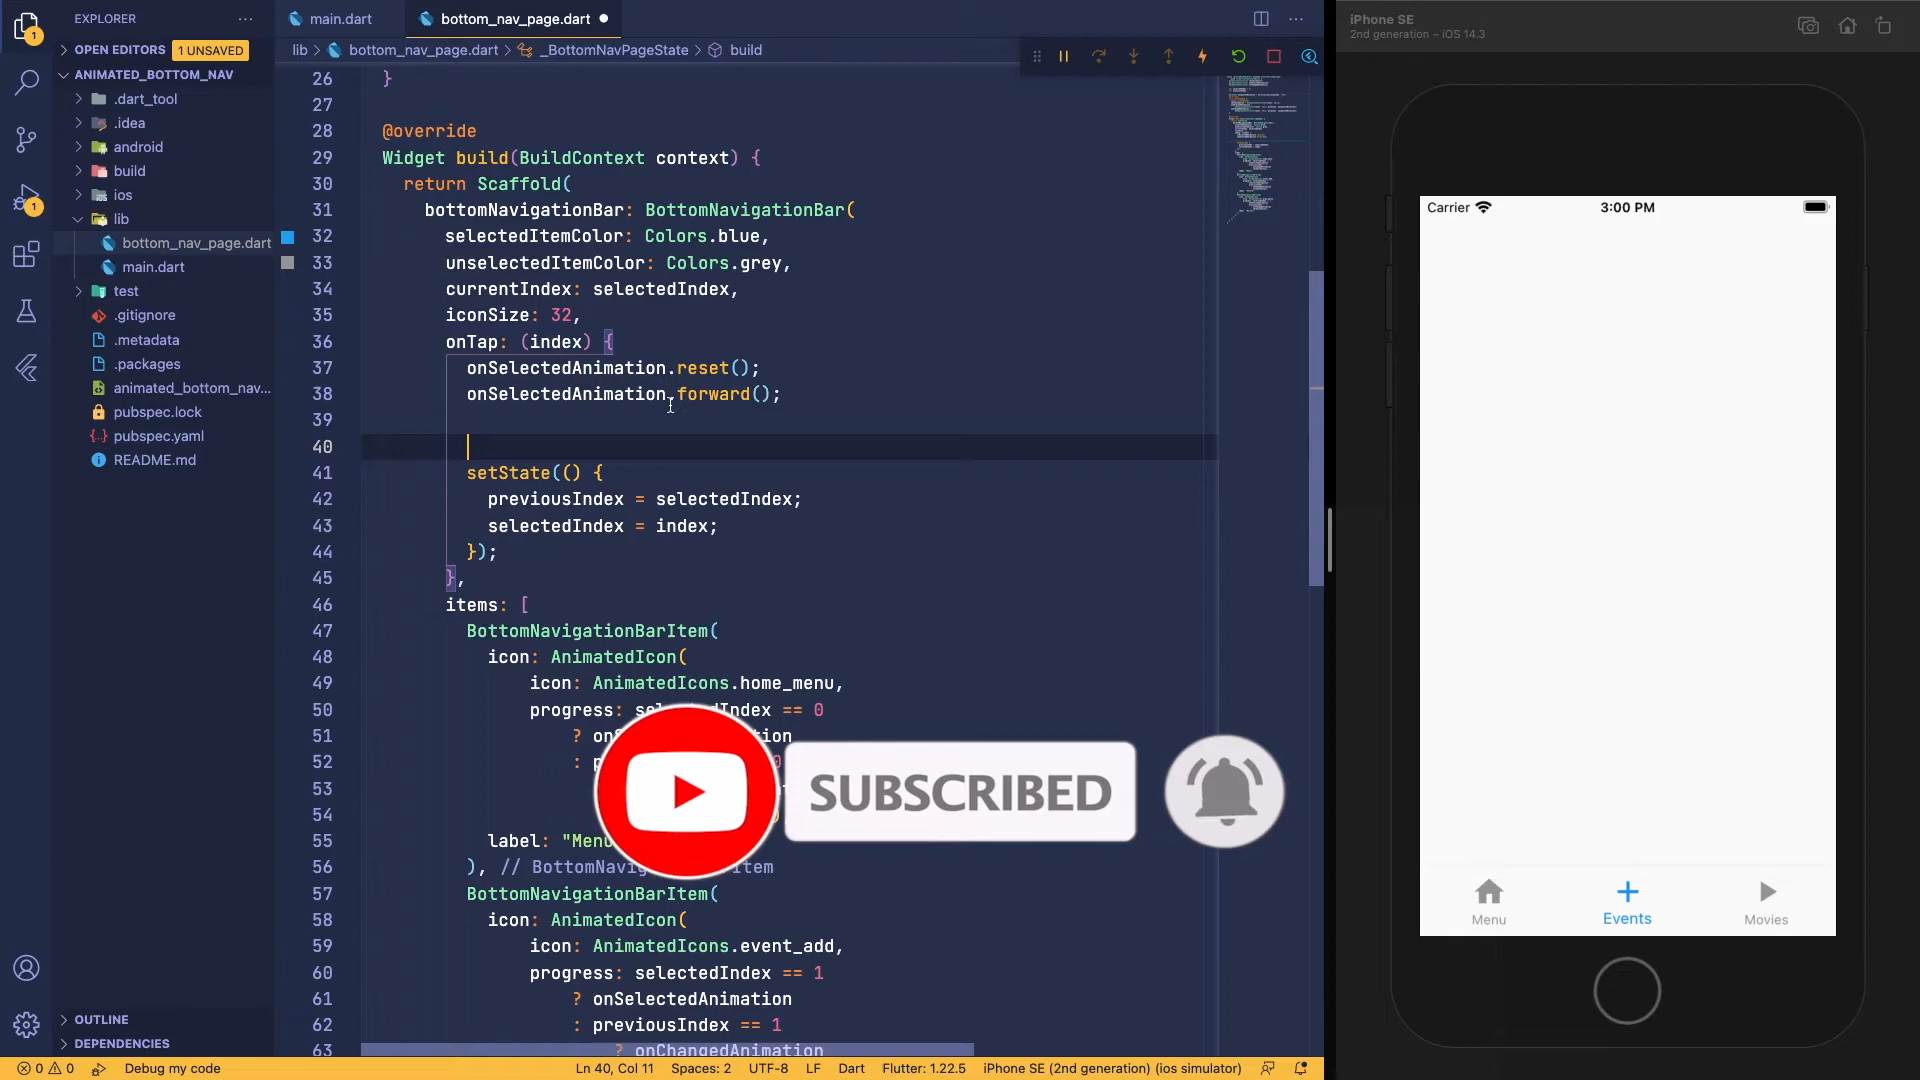 EXPLORER
OPEN EDITORS 1 UNSAVED
ANIMATED_BOTTOM_NAV
.dart_tool
.idea
android
build
ios
lib
bottom_nav_page.dart
main.dart
test
.gitignore
.metadata
.packages
animated_bottom_nav...
pubspec.lock
pubspec.yaml
README.md
OUTLINE
DEPENDENCIES
1
1
main.dart
bottom_nav_page.dart
lib > bottom_nav_page.dart > _BottomNavPageState > build
26 }
27
28 @override
29 Widget build(BuildContext context) {
30 return Scaffold(
31 bottomNavigationBar: BottomNavigationBar(
32 selectedItemColor: Colors.blue,
33 unselectedItemColor: Colors.grey,
34 currentIndex: selectedIndex,
35 iconSize: 32,
36 onTap: (index) {
37 onSelectedAnimation.reset();
38 onSelectedAnimation.forward();
39
40
41 setState(() {
42 previousIndex = selectedIndex;
43 selectedIndex = index;
44 });
45 },
46 items: [
47 BottomNavigationBarItem(
48 icon: AnimatedIcon(
49 icon: AnimatedIcons.home_menu,
50 progress: == 0
51 ?
52 :
53
54
55 label: "Menu
56 ), //
57 BottomNavigationBarItem(
58 icon: AnimatedIcon(
59 icon: AnimatedIcons.event_add,
60 progress: selectedIndex == 1
61 ? onSelectedAnimation
62 : previousIndex == 1
63 ? onChangedAnimation
SUBSCRIBED
0 0
Debug my code
Ln 40, Col 11
Spaces: 2
UTF-8
LF
Dart
Flutter: 1.22.5
iPhone SE (2nd generation) (ios simulator)
iPhone SE
2nd generation – iOS 14.3
Carrier
3:00 PM
Menu
Events
Movies